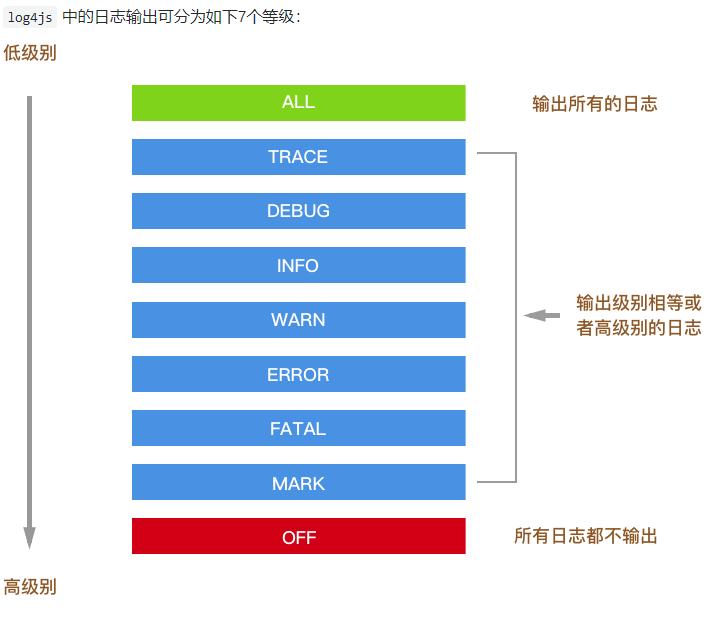 log4js 中的日志输出可分为如下7个等级：
低级别
ALL
输出所有的日志
TRACE
DEBUG
INFO
WARN
输出级别相等或
者高级别的日志
ERROR
FATAL
MARK
OFF
所有日志都不输出
高级别